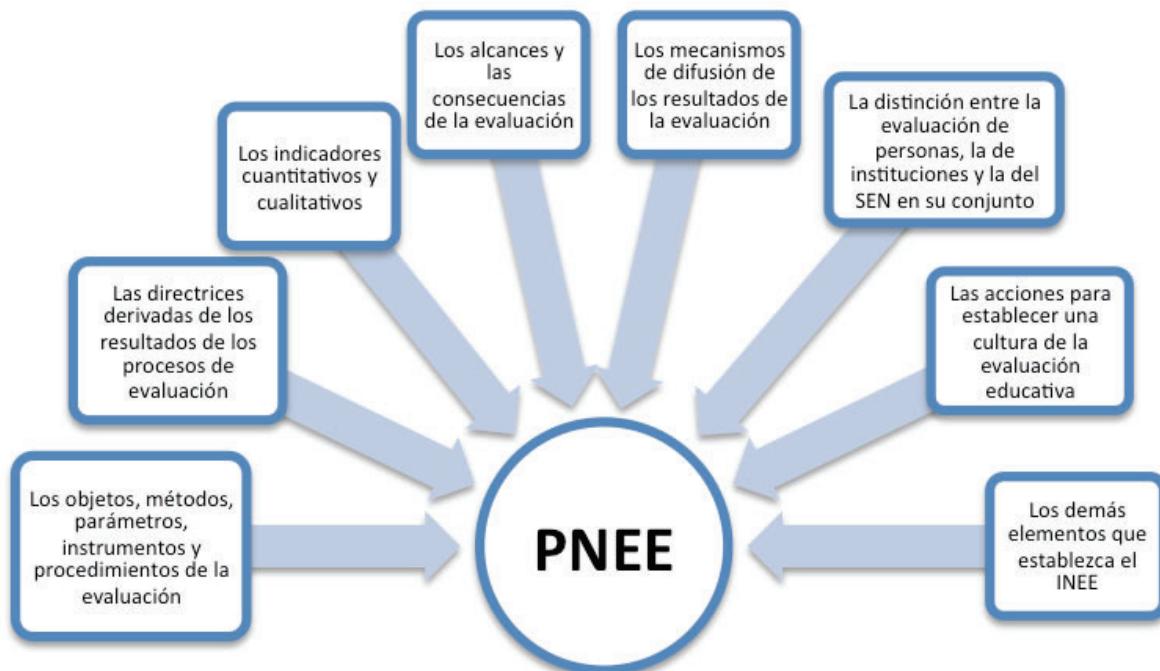 Los objetos, métodos,
parámetros,
instrumentos y
procedimientos de la
evaluación
Las directrices
derivadas de los
resultados de los
procesos de
evaluación
Los indicadores
cuantitativos y
cualitativos
Los alcances y
las
consecuencias
de la evaluación
Los mecanismos
de difusión de
los resultados de
la evaluación
La distinción entre la
evaluación de
personas, la de
instituciones y la del
SEN en su conjunto
Las acciones para
establecer una
cultura de la
evaluación
educativa
Los demás
elementos que
establezca el
INEE
PNEE